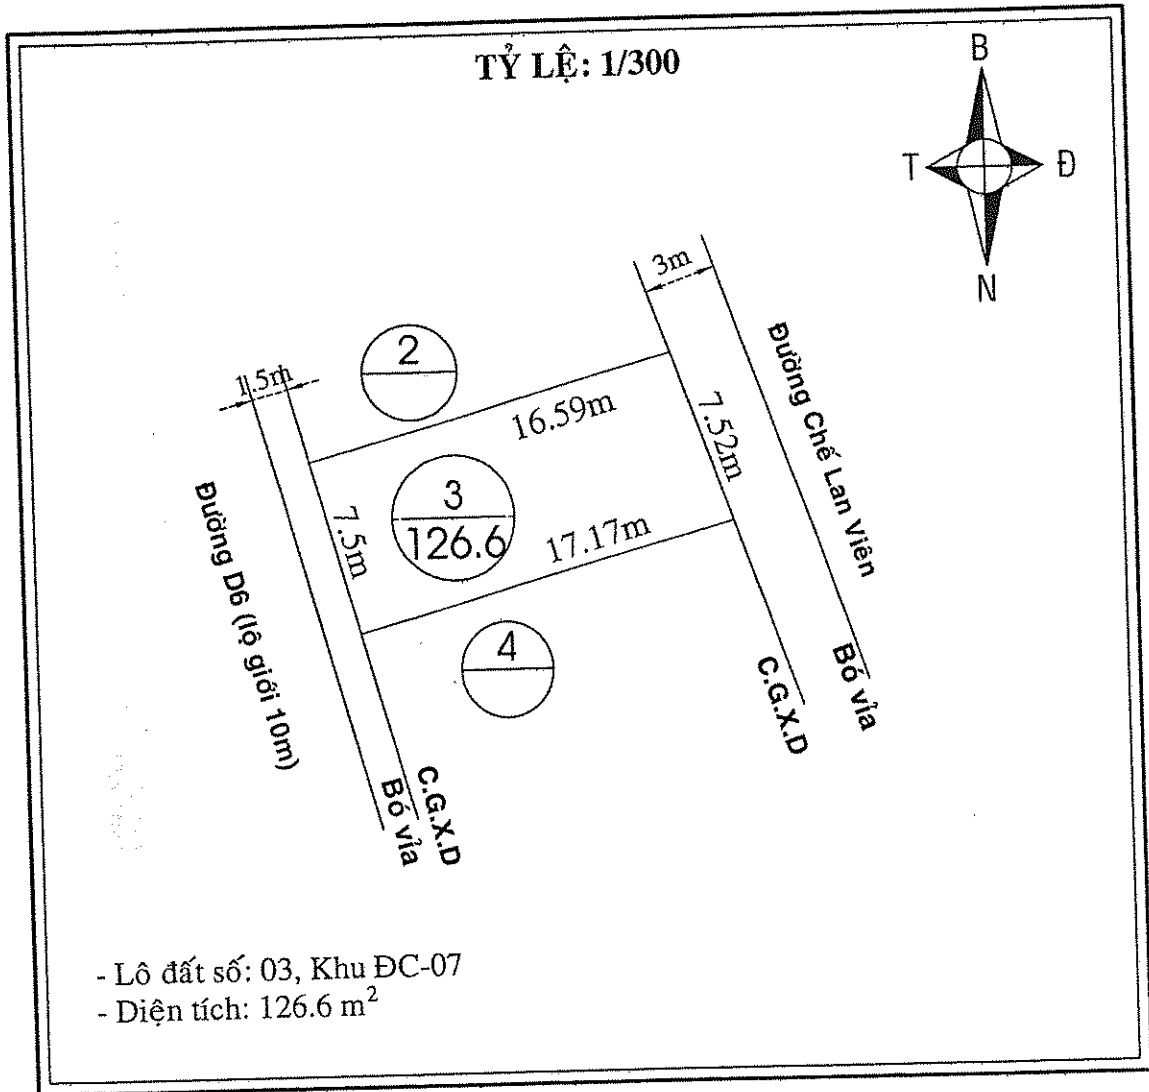 TỶ LỆ: 1/300
B
T
Đ
N
3m
1.5m
2
16.59m
7.52m
Đường Chế Lan Viên
3
126.6
7.5m
17.17m
Đường D6 (lộ giới 10m)
4
C.G.X.D
Bó vỉa
C.G.X.D
Bó vỉa
- Lô đất số: 03, Khu ĐC-07
- Diện tích: 126.6 m²